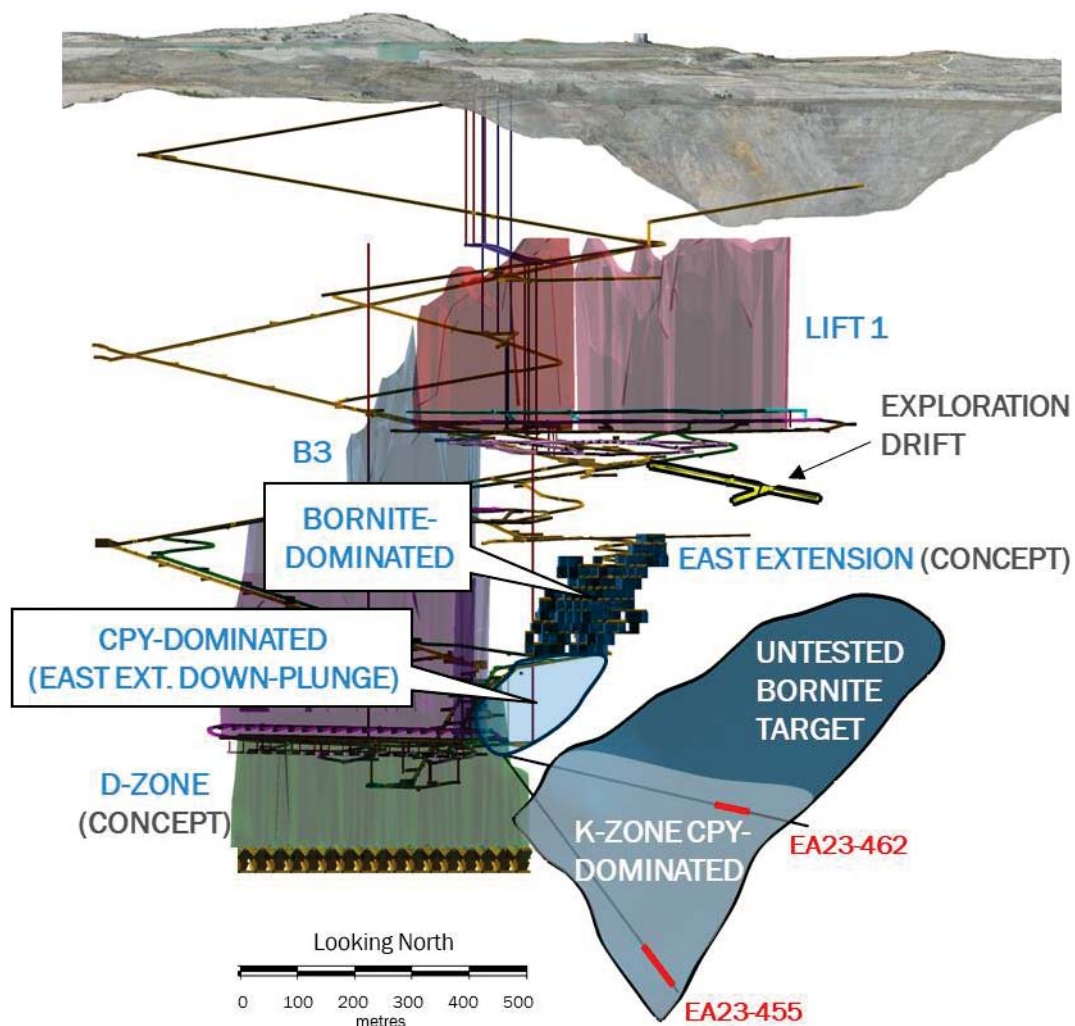 LIFT 1
EXPLORATION
DRIFT
B3
BORNITE-
DOMINATED
EAST EXTENSION (CONCEPT)
CPY-DOMINATED
(EAST EXT. DOWN-PLUNGE)
UNTESTED
BORNITE
TARGET
D-ZONE
(CONCEPT)
K-ZONE CPY-
DOMINATED
EA23-462
Looking North
0 100 200 300 400 500
metres
EA23-455